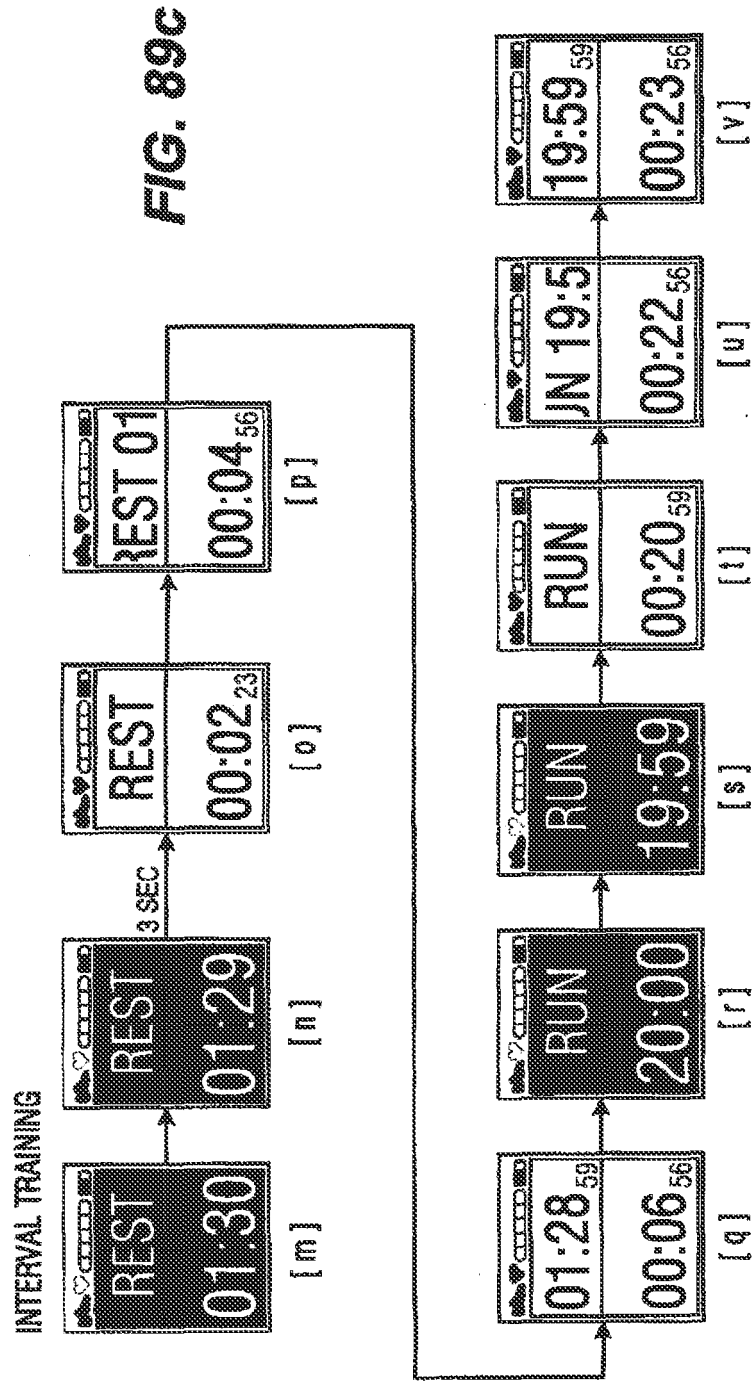 INTERVAL TRAINING
FIG. 89c
REST
01:30
[m]
REST
01:29
[n]
3 SEC
REST
00:02 23
[o]
REST 01
00:04 56
[p]
01:28 59
00:06 56
[q]
RUN
20:00
[r]
RUN
19:59
[s]
RUN
00:20 59
[t]
UN 19:5
00:22 56
[u]
19:59 59
00:23 56
[v]